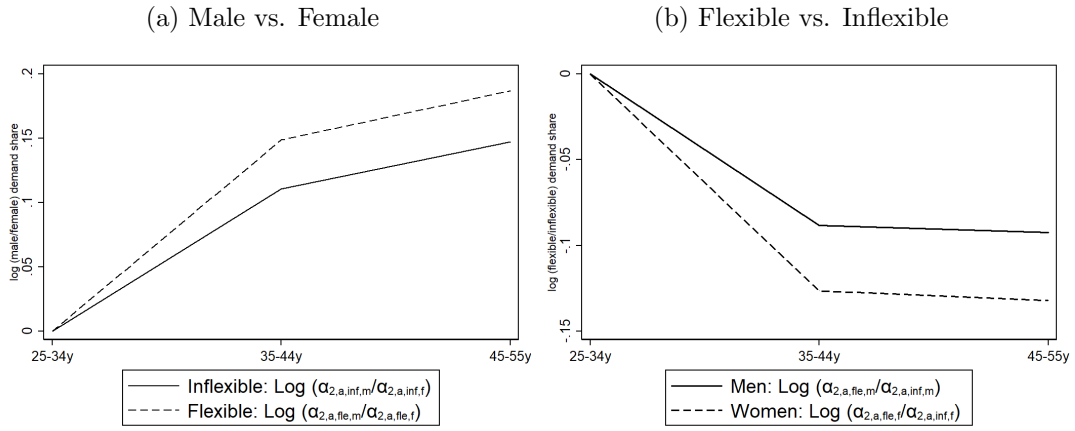 (a) Male vs. Female
log (male/female) demand share
.2
.15
.1
.05
0
25-34y
35-44y
45-55y
Inflexible: Log (α2,a,inf,m/α2,a,inf,f)
Flexible: Log (α2,a,fle,m/α2,a,fle,f)
(b) Flexible vs. Inflexible
log (flexible/inflexible) demand share
0
-.05
-.1
-.15
25-34y
35-44y
45-55y
Men: Log (α2,a,fle,m/α2,a,inf,m)
Women: Log (α2,a,fle,f/α2,a,inf,f)